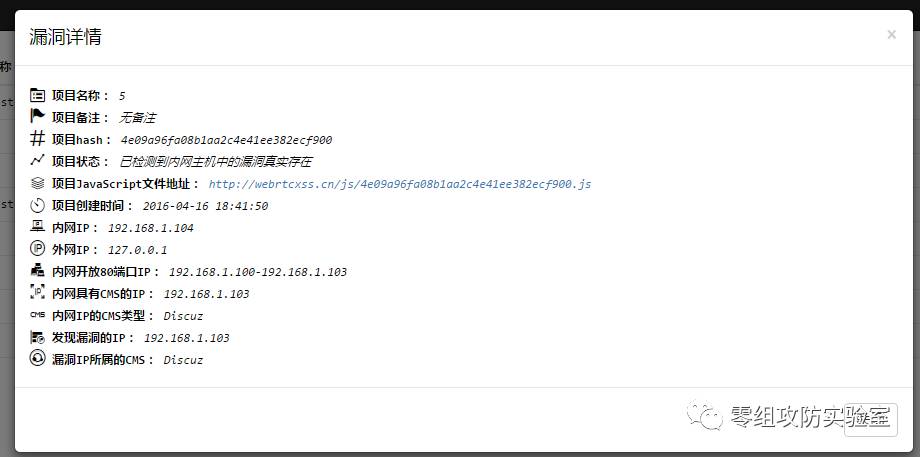 漏洞详情
×
称
项目名称： 5
项目备注： 无备注
项目hash： 4e09a96fa08b1aa2c4e41ee382ecf900
st
项目状态： 已检测到内网主机中的漏洞真实存在
项目JavaScript文件地址： http://webrtcxss.cn/js/4e09a96fa08b1aa2c4e41ee382ecf900.js
项目创建时间： 2016-04-16 18:41:50
st
内网IP： 192.168.1.104
外网IP： 127.0.0.1
内网开放80端口IP： 192.168.1.100-192.168.1.103
内网具有CMS的IP： 192.168.1.103
CMS 内网IP的CMS类型： Discuz
发现漏洞的IP： 192.168.1.103
漏洞IP所属的CMS： Discuz
零组攻防实验室